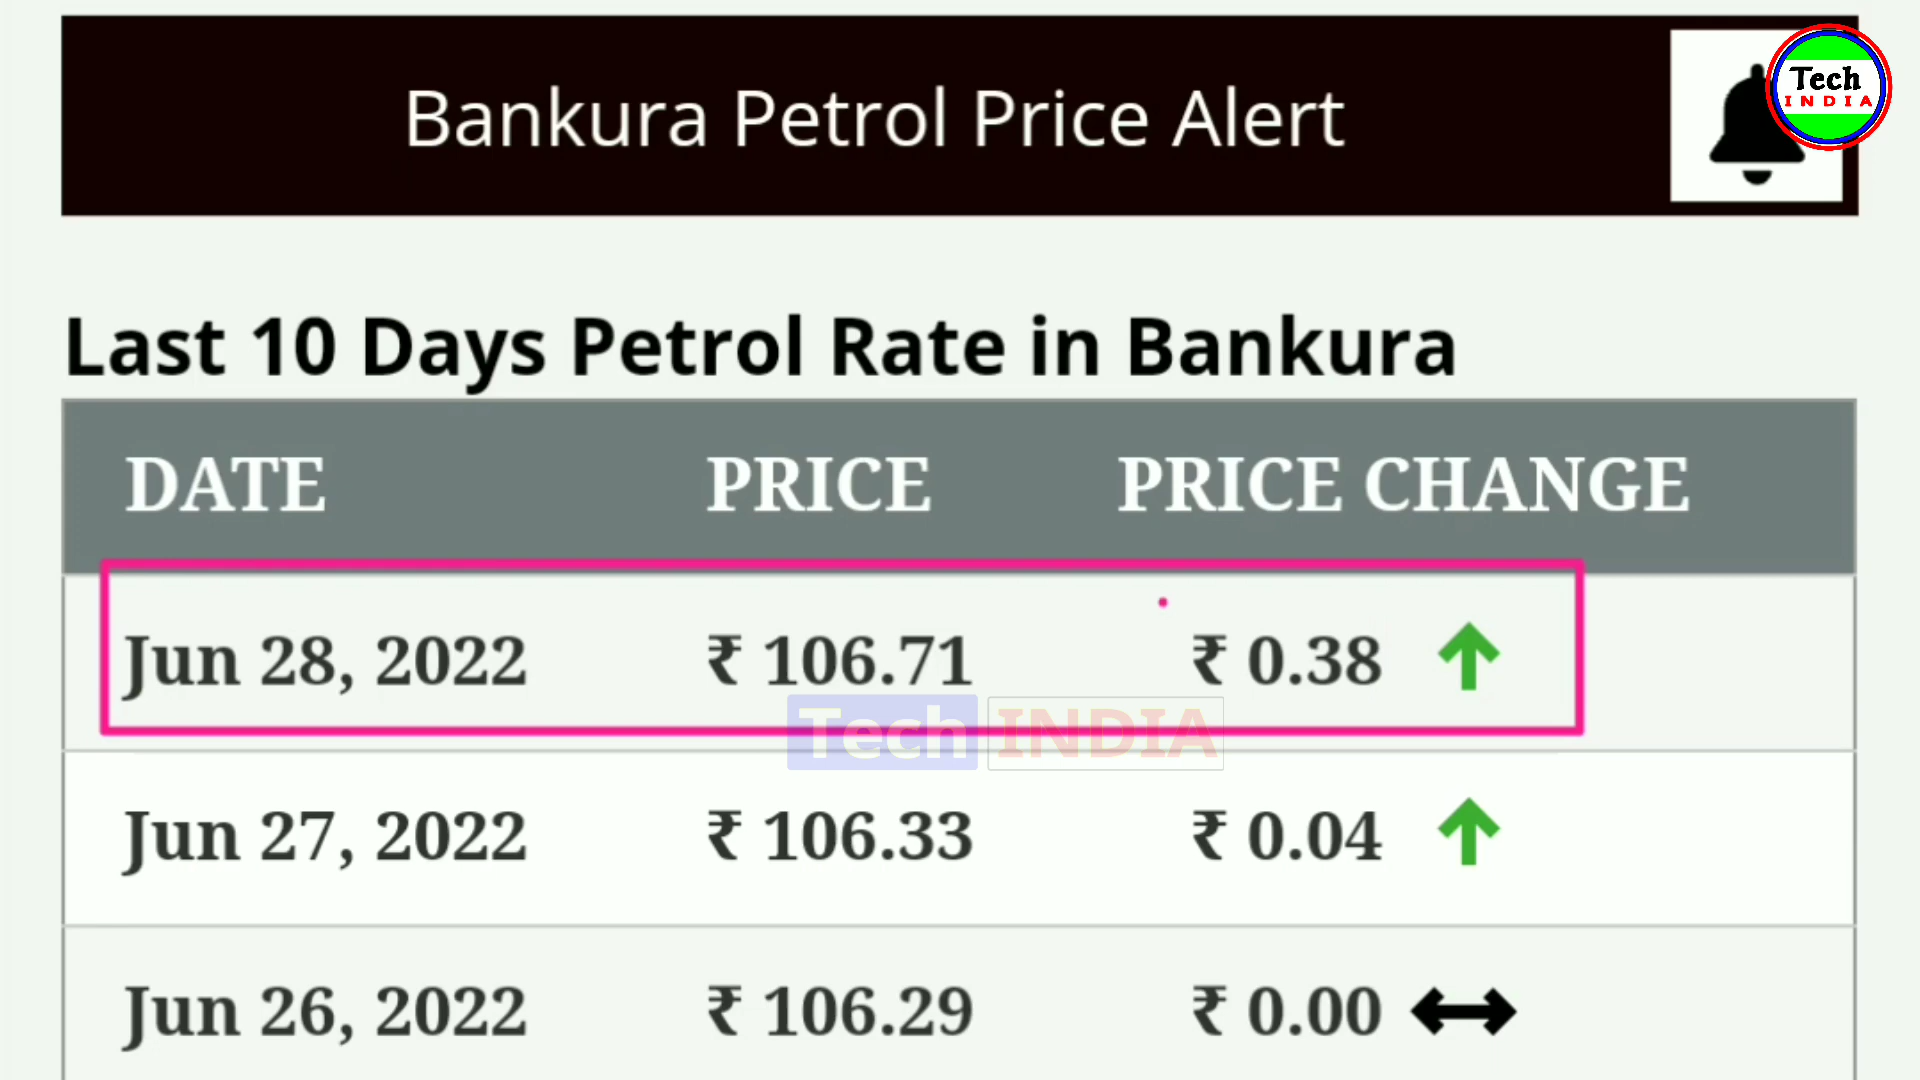 Bankura Petrol Price Alert
Tech
INDIA
Last 10 Days Petrol Rate in Bankura
DATE PRICE PRICE CHANGE
Jun 28, 2022 ₹ 106.71 ₹ 0.38
Tech INDIA
Jun 27, 2022 ₹ 106.33 ₹ 0.04
Jun 26, 2022 ₹ 106.29 ₹ 0.00